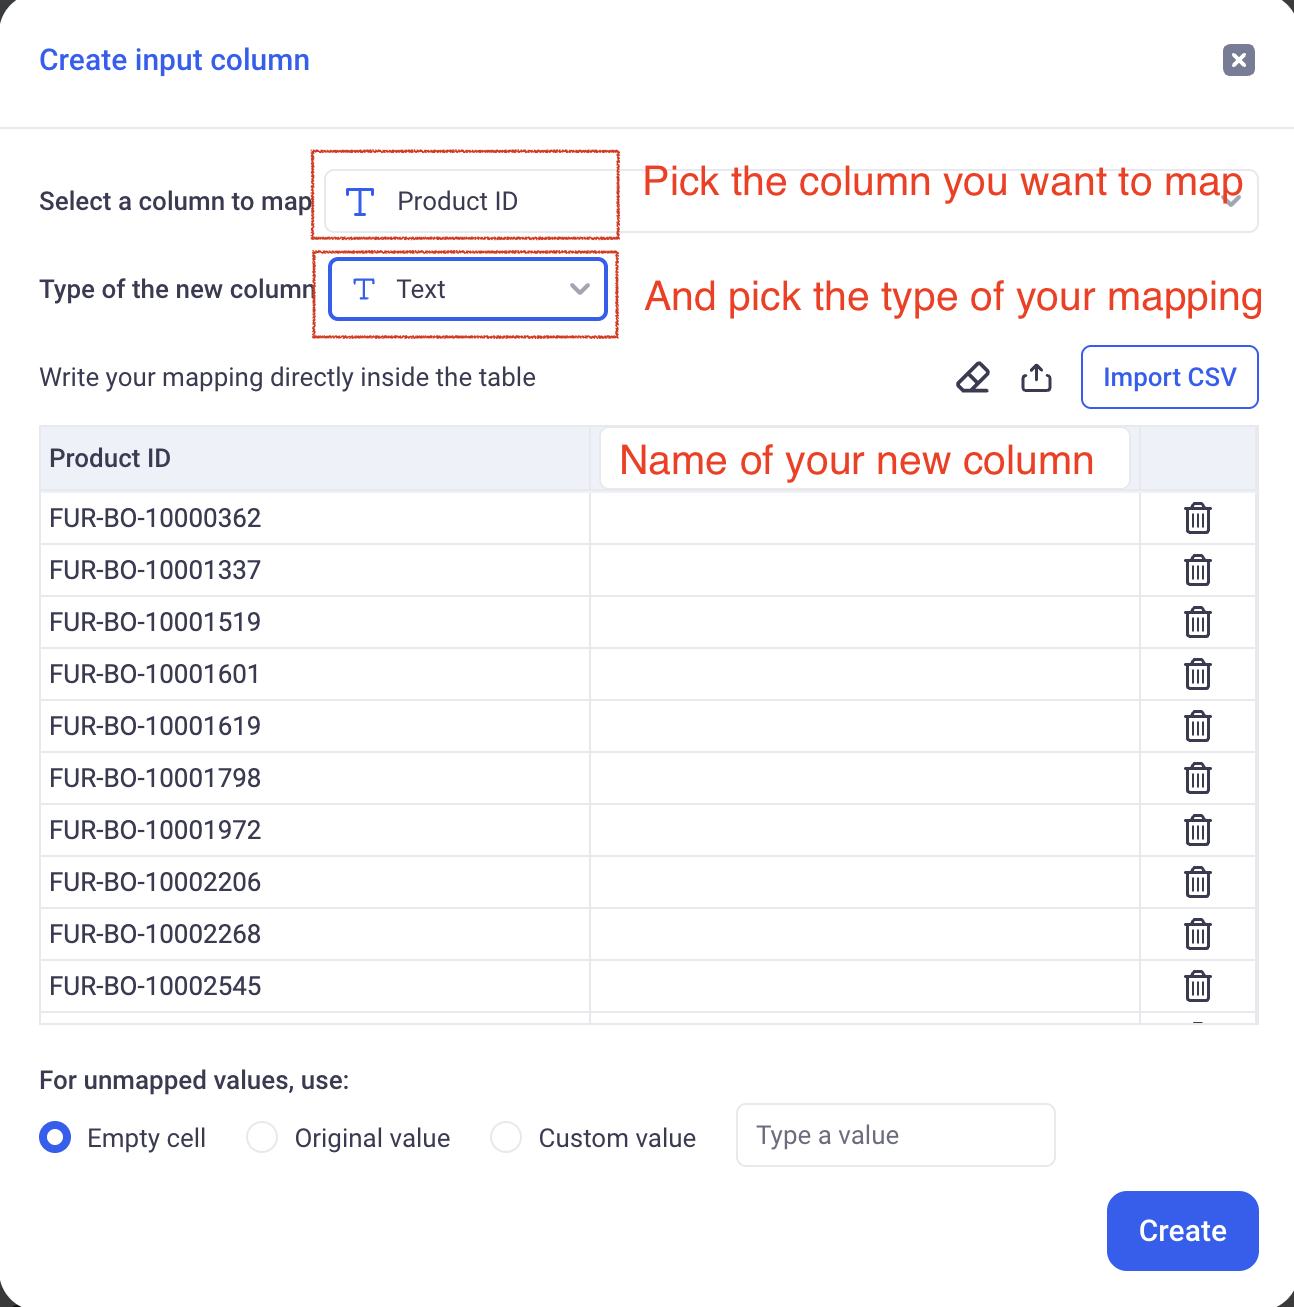 Create input column
Select a column to map
Product ID
Pick the column you want to map
Type of the new column
Text
And pick the type of your mapping
Write your mapping directly inside the table
Import CSV
Product ID
Name of your new column
FUR-BO-10000362
FUR-BO-10001337
FUR-BO-10001519
FUR-BO-10001601
FUR-BO-10001619
FUR-BO-10001798
FUR-BO-10001972
FUR-BO-10002206
FUR-BO-10002268
FUR-BO-10002545
For unmapped values, use:
Empty cell
Original value
Custom value
Type a value
Create